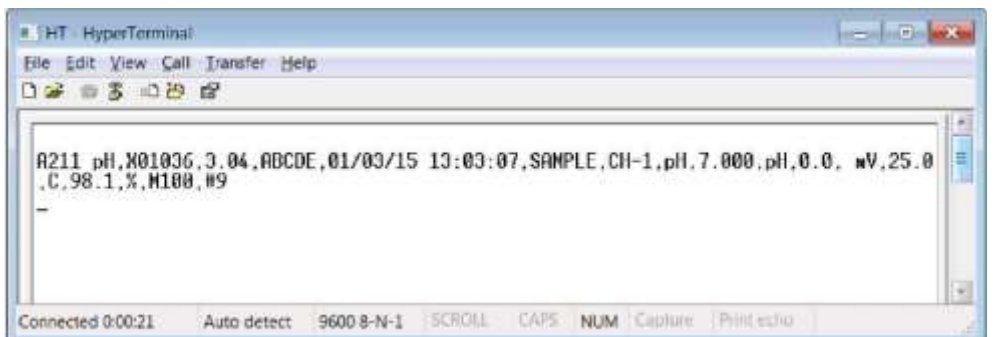 HT - HyperTerminal
File Edit View Call Transfer Help
A211 pH,X01036,3.04,ABCDE,01/03/15 13:03:07,SAMPLE,CH-1,pH,7.000,pH,0.0, mV,25.0
,C,98.1,%,M100,#9
Connected 0:00:21 Auto detect 9600 8-N-1 SCROLL CAPS NUM Capture Print echo